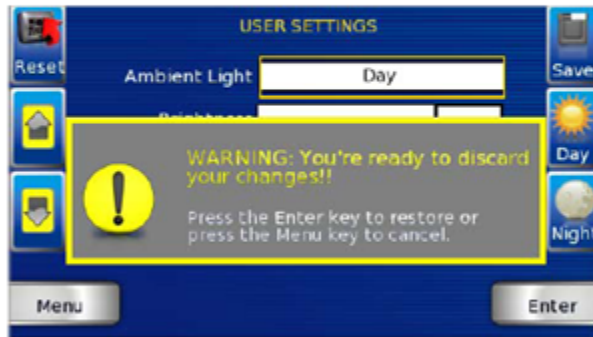 USER SETTINGS
Reset
Save
Ambient Light
Day
Brightness
WARNING: You're ready to discard
your changes!!
Day
Press the Enter key to restore or
press the Menu key to cancel.
Night
Menu
Enter